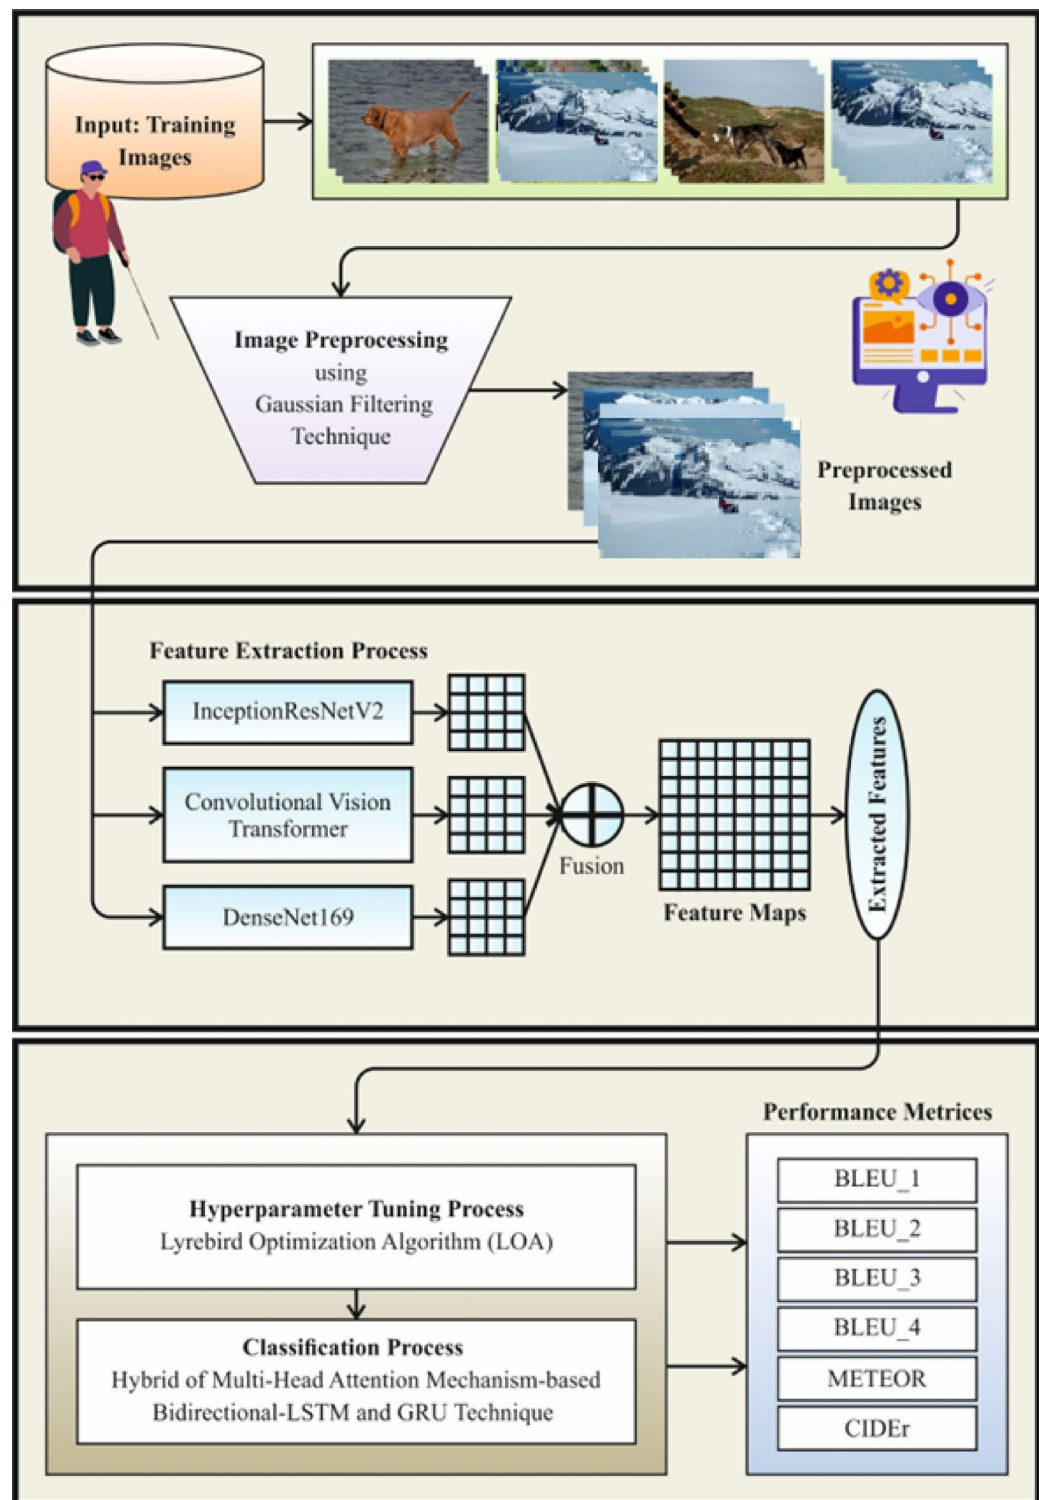 Input: Training
Images
Image Preprocessing
using
Gaussian Filtering
Technique
Preprocessed
Images
Feature Extraction Process
InceptionResNetV2
Convolutional Vision
Transformer
DenseNet169
Fusion
Feature Maps
Extracted Features
Performance Metrices
Hyperparameter Tuning Process
Lyrebird Optimization Algorithm (LOA)
Classification Process
Hybrid of Multi-Head Attention Mechanism-based
Bidirectional-LSTM and GRU Technique
BLEU_1
BLEU_2
BLEU_3
BLEU_4
METEOR
CIDEr